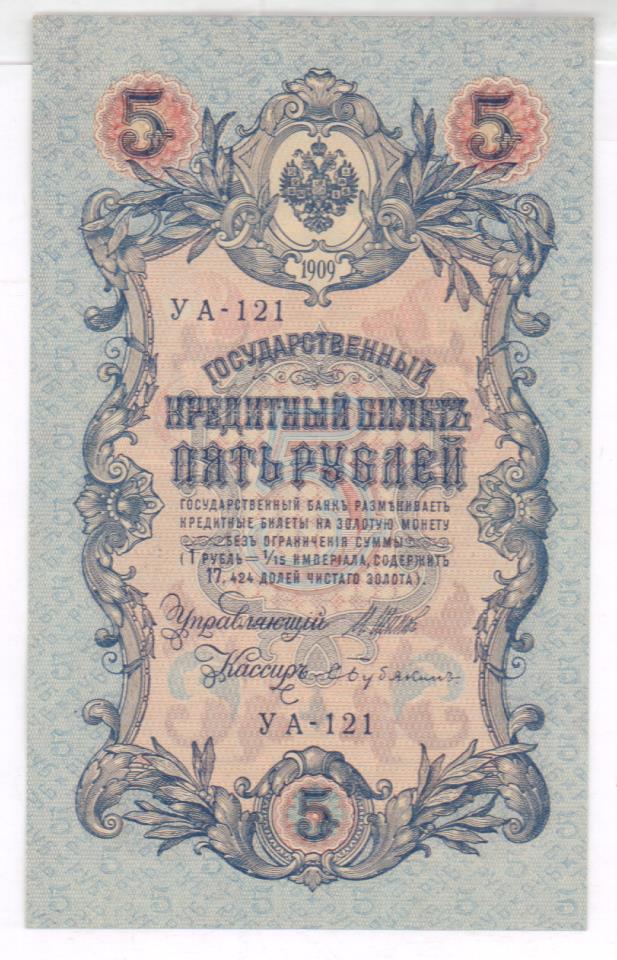 5 5
1909
УА-121
ГОСУДАРСТВЕННЫЙ
КРЕДИТНЫЙ БИЛЕТЪ
ПЯТЬ РУБЛЕЙ
ГОСУДАРСТВЕННЫЙ БАНКЪ РАЗМѢНИВАЕТЪ
КРЕДИТНЫЕ БИЛЕТЫ НА ЗОЛОТУЮ МОНЕТУ
БЕЗЪ ОГРАНИЧЕНІЯ СУММЫ
(1 РУБЛЬ = 1/15 ИМПЕРІАЛА, СОДЕРЖИТЪ
17,424 ДОЛЕЙ ЧИСТАГО ЗОЛОТА).
Управляющій
Кассиръ С Бубякинъ
УА-121
5